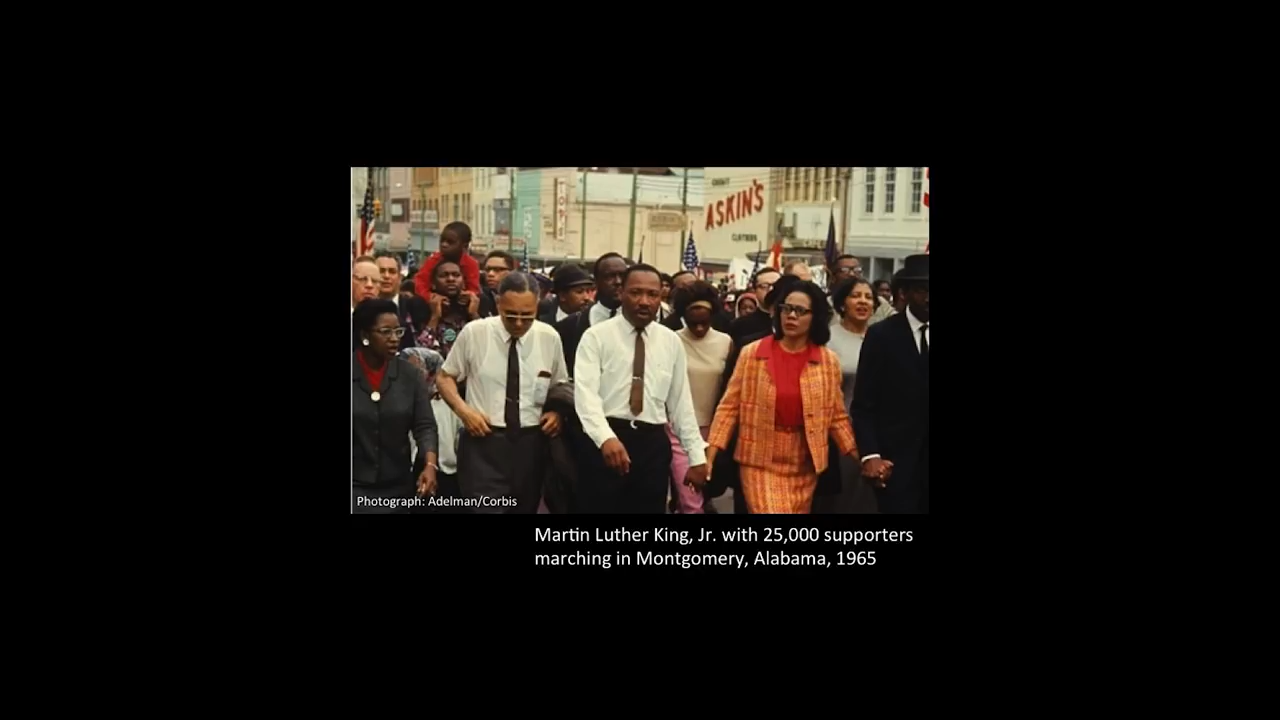 ASKIN'S
Photograph: Adelman/Corbis
Martin Luther King, Jr. with 25,000 supporters
marching in Montgomery, Alabama, 1965